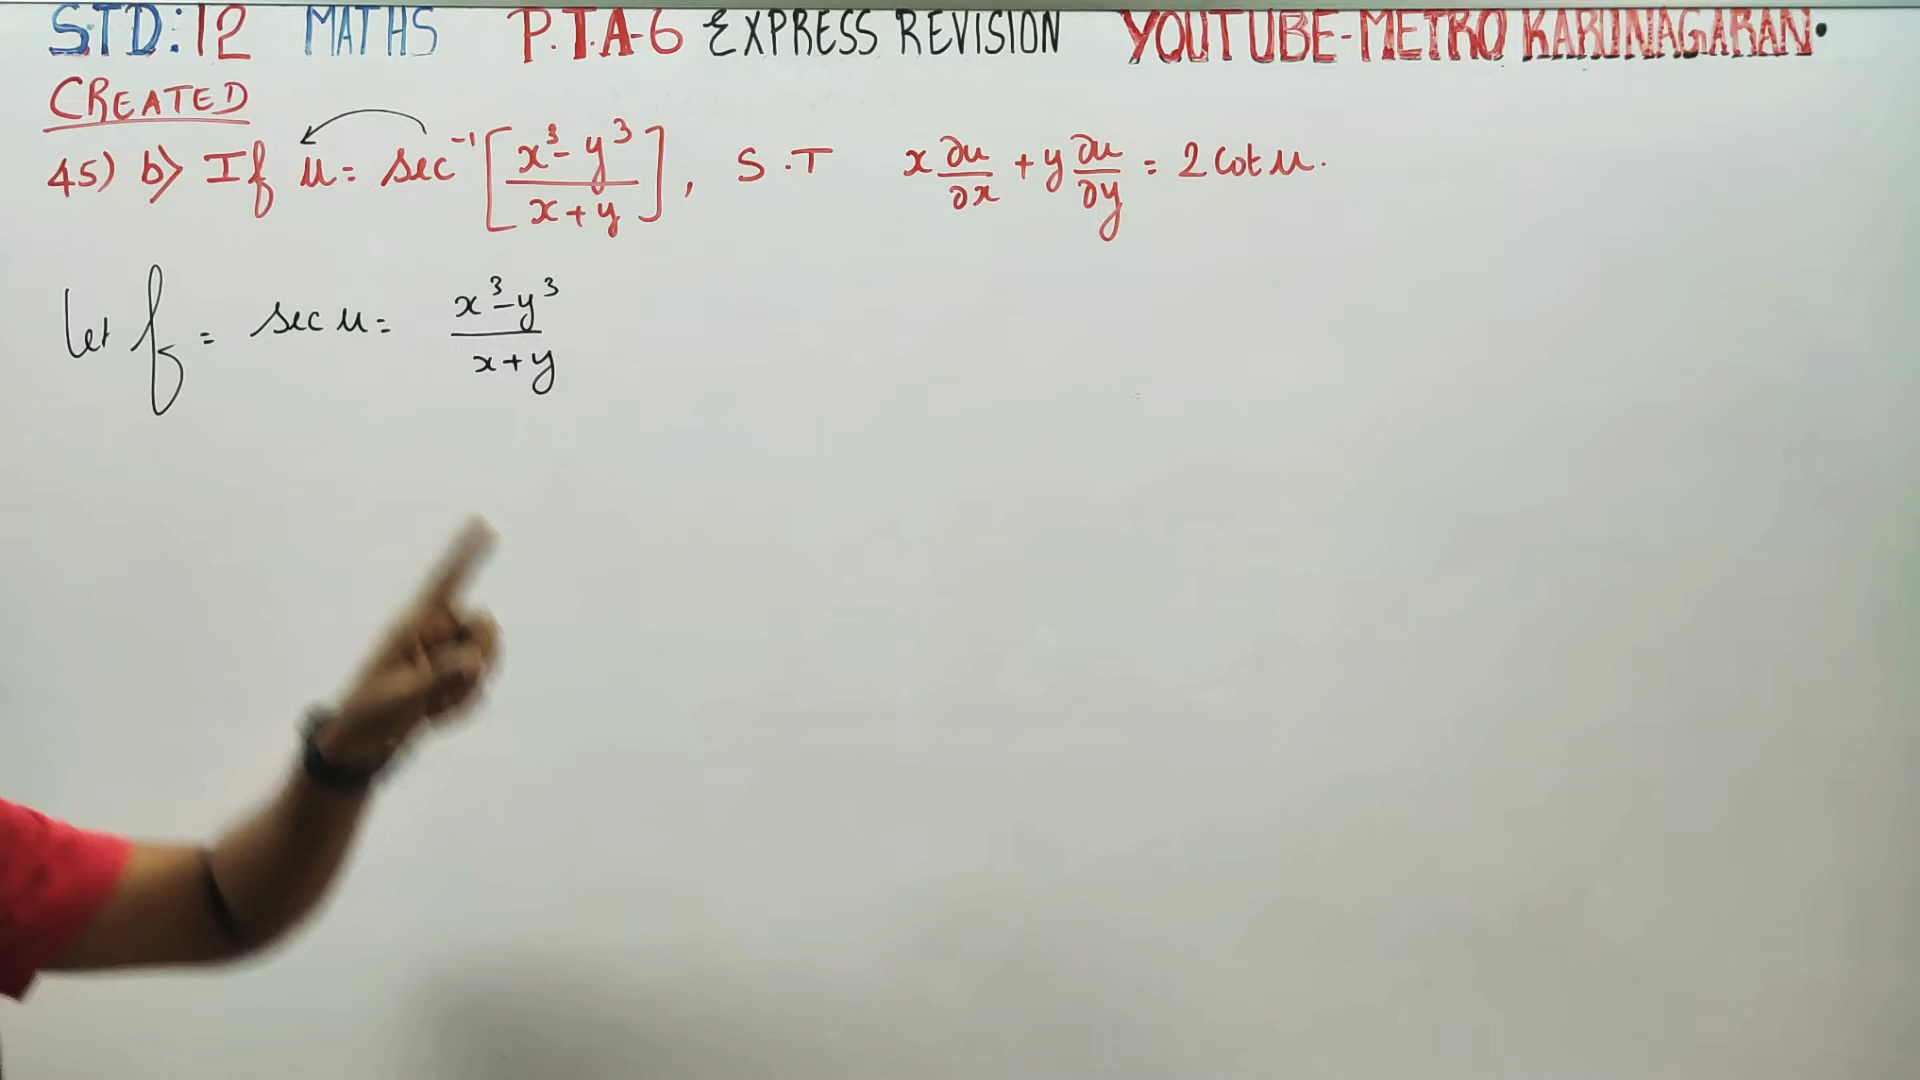 STD:12 MATHS P.T.A-6 EXPRESS REVISION YOUTUBE-METRO KARUNAGARAN.
CREATED
45) b) If u = sec⁻¹[(x³ - y³)/(x + y)], S.T x ∂u/∂x + y ∂u/∂y = 2 cot u.
Let f = sec u = (x³ - y³)/(x + y)